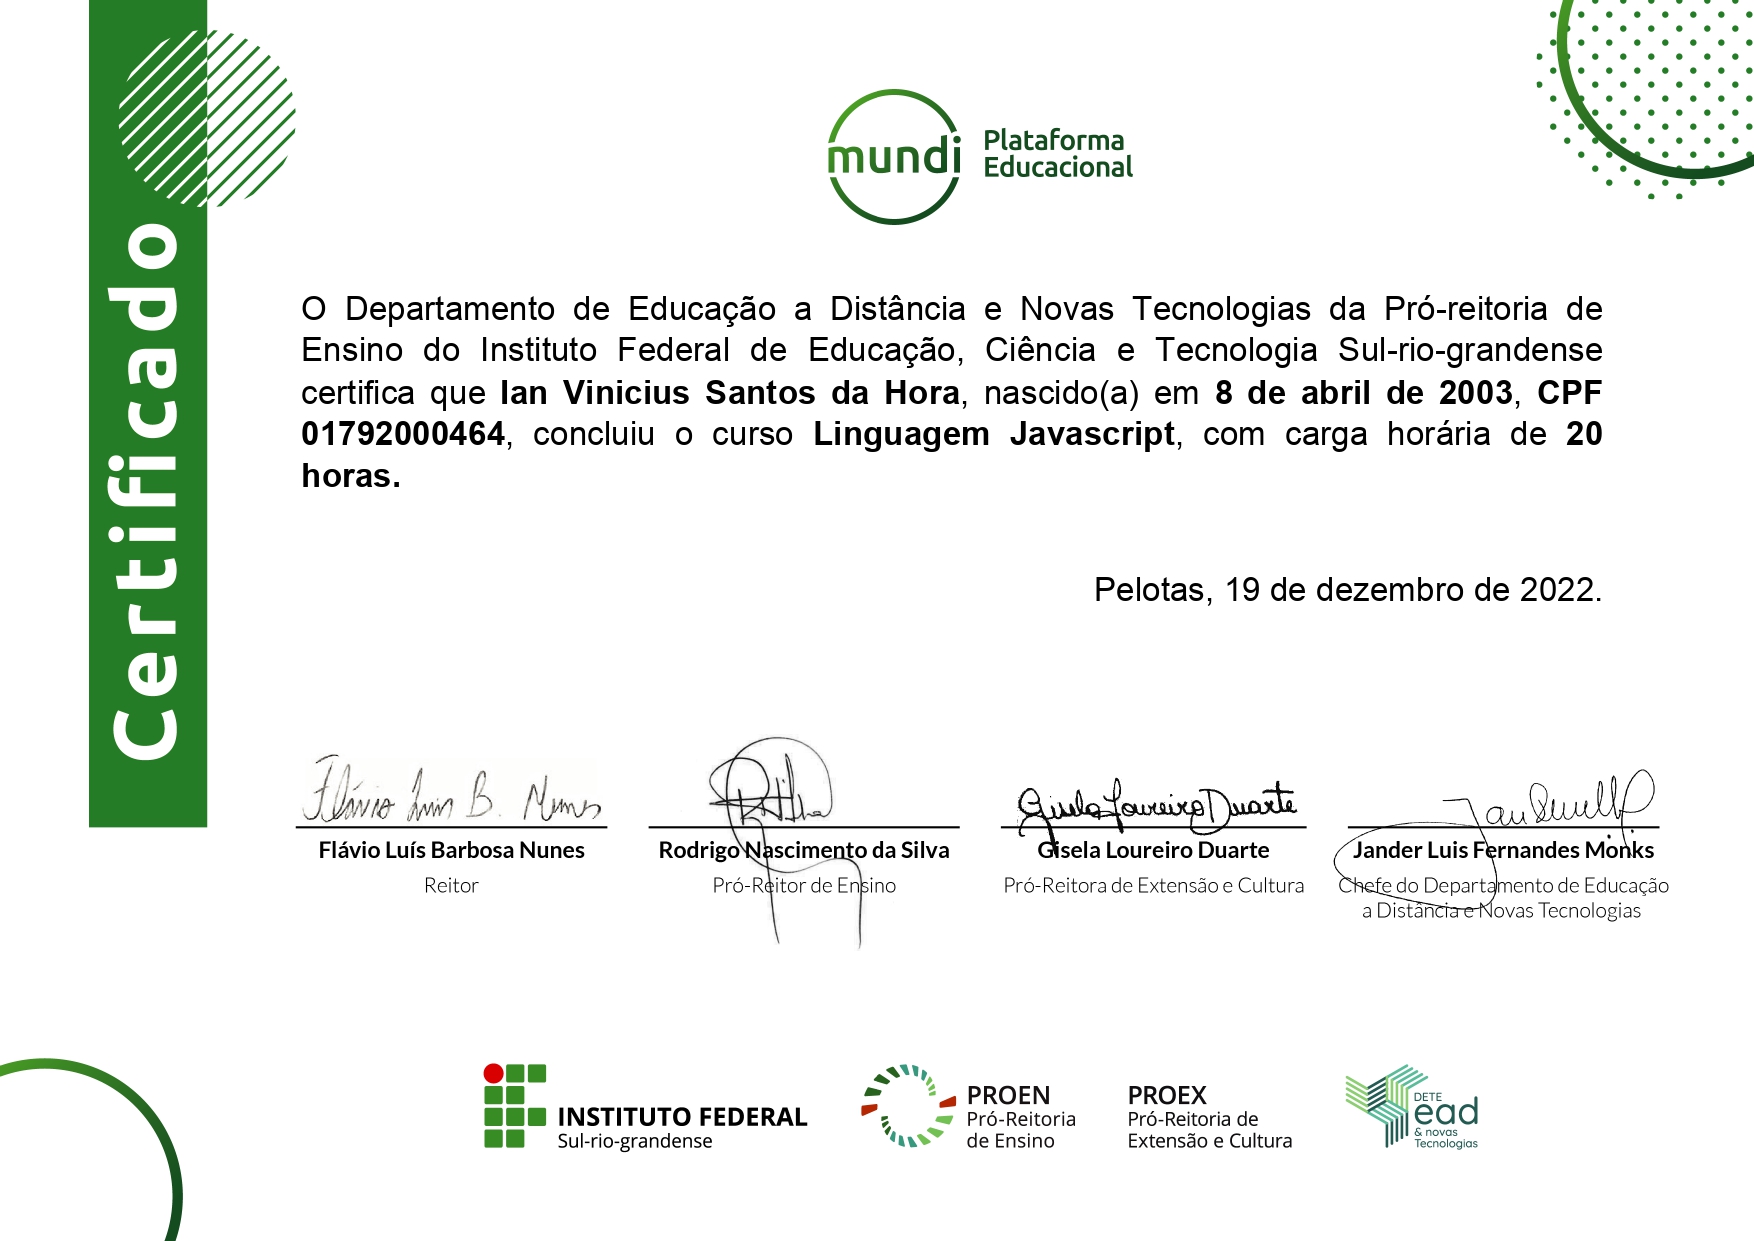 Certificado
mundi
Plataforma
Educacional
O Departamento de Educação a Distância e Novas Tecnologias da Pró-reitoria de
Ensino do Instituto Federal de Educação, Ciência e Tecnologia Sul-rio-grandense
certifica que Ian Vinicius Santos da Hora, nascido(a) em 8 de abril de 2003, CPF
01792000464, concluiu o curso Linguagem Javascript, com carga horária de 20
horas.
Pelotas, 19 de dezembro de 2022.
Flávio Luis B. Nunes
Gisela Loureiro Duarte
Flávio Luís Barbosa Nunes
Reitor
Rodrigo Nascimento da Silva
Pró-Reitor de Ensino
Gisela Loureiro Duarte
Pró-Reitora de Extensão e Cultura
Jander Luis Fernandes Monks
Chefe do Departamento de Educação
a Distância e Novas Tecnologias
INSTITUTO FEDERAL
Sul-rio-grandense
PROEN
Pró-Reitoria
de Ensino
PROEX
Pró-Reitoria de
Extensão e Cultura
DETE
ead
& novas
Tecnologias